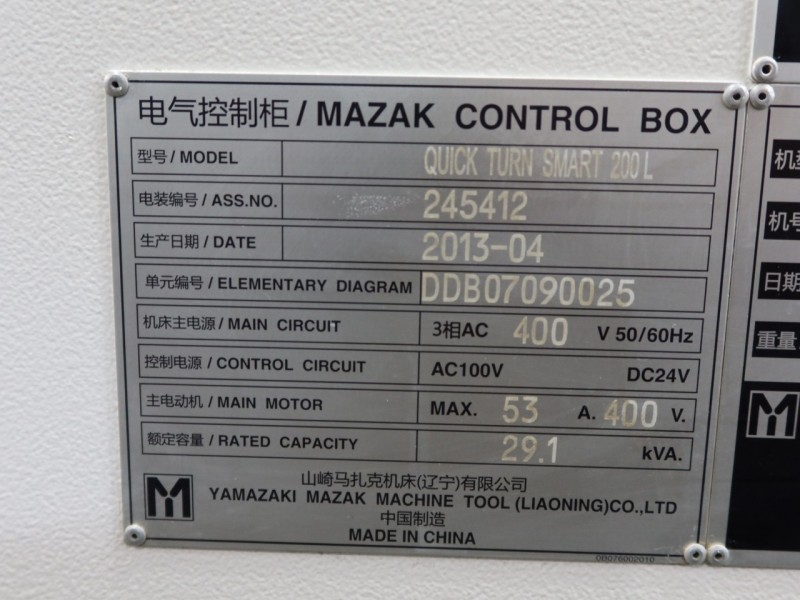 电气控制柜 / MAZAK CONTROL BOX
型号 / MODEL QUICK TURN SMART 200 L
电装编号 / ASS.NO. 245412
生产日期 / DATE 2013-04
单元编号 / ELEMENTARY DIAGRAM DDB07090025
机床主电源 / MAIN CIRCUIT 3相AC 400 V 50/60Hz
控制电源 / CONTROL CIRCUIT AC100V DC24V
主电动机 / MAIN MOTOR MAX. 53 A. 400 V.
额定容量 / RATED CAPACITY 29.1 kVA.
山崎马扎克机床(辽宁)有限公司
YAMAZAKI MAZAK MACHINE TOOL (LIAONING)CO.,LTD
中国制造
MADE IN CHINA
0B076002010
机型
机号
日期
重量